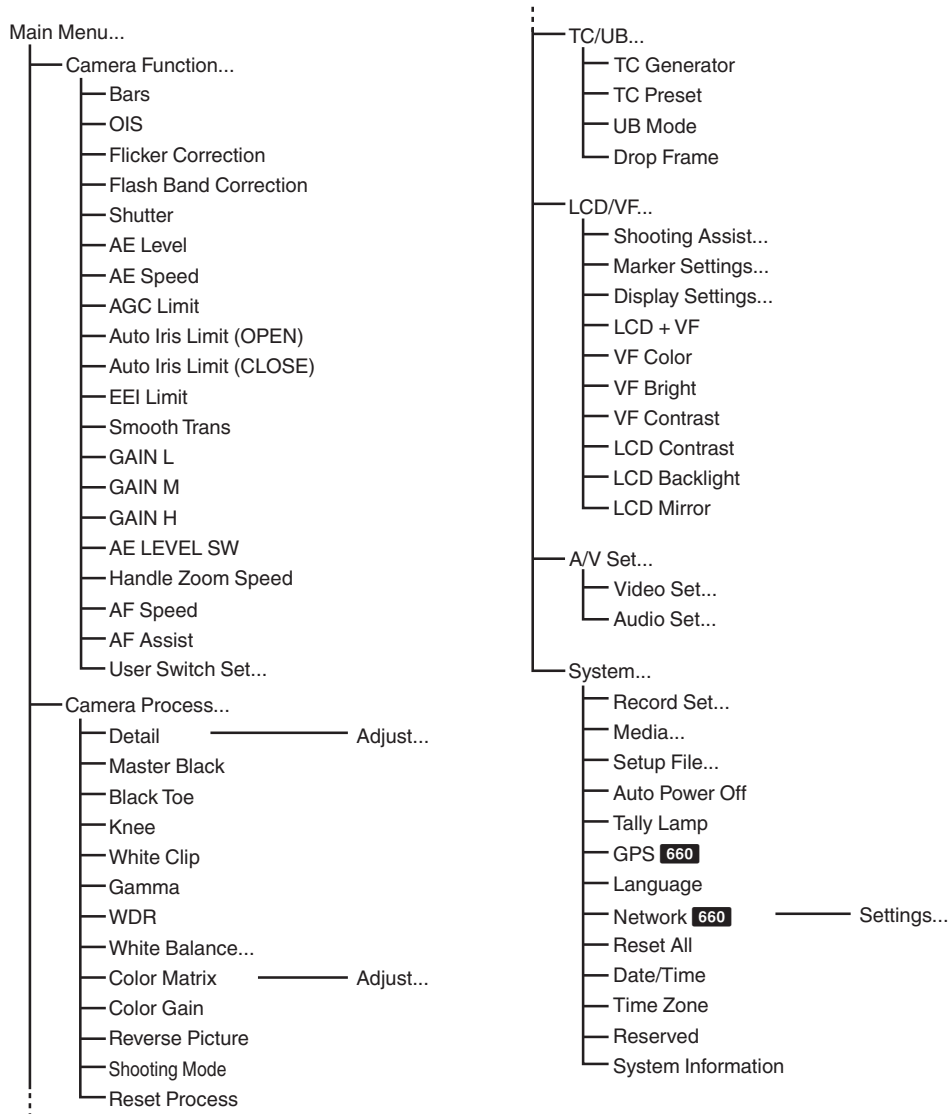 Main Menu...
Camera Function...
Bars
OIS
Flicker Correction
Flash Band Correction
Shutter
AE Level
AE Speed
AGC Limit
Auto Iris Limit (OPEN)
Auto Iris Limit (CLOSE)
EEI Limit
Smooth Trans
GAIN L
GAIN M
GAIN H
AE LEVEL SW
Handle Zoom Speed
AF Speed
AF Assist
User Switch Set...
Camera Process...
Detail Adjust...
Master Black
Black Toe
Knee
White Clip
Gamma
WDR
White Balance...
Color Matrix Adjust...
Color Gain
Reverse Picture
Shooting Mode
Reset Process
TC/UB...
TC Generator
TC Preset
UB Mode
Drop Frame
LCD/VF...
Shooting Assist...
Marker Settings...
Display Settings...
LCD + VF
VF Color
VF Bright
VF Contrast
LCD Contrast
LCD Backlight
LCD Mirror
A/V Set...
Video Set...
Audio Set...
System...
Record Set...
Media...
Setup File...
Auto Power Off
Tally Lamp
GPS 660
Language
Network 660 Settings...
Reset All
Date/Time
Time Zone
Reserved
System Information